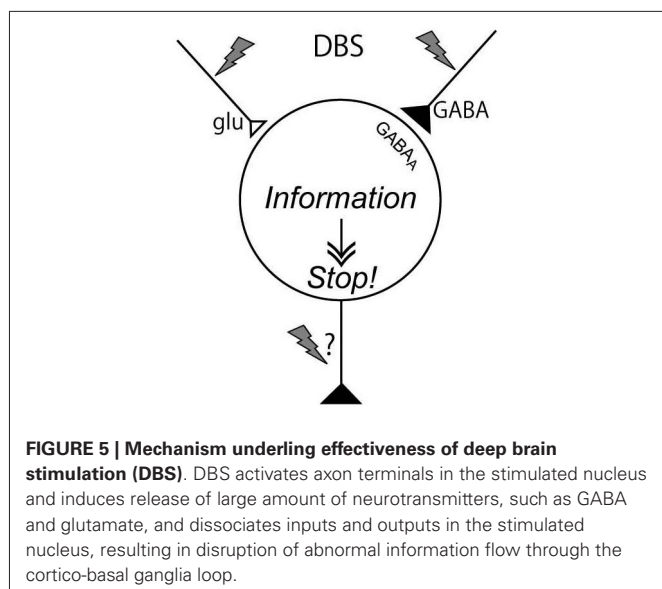 DBS
glu
GABA
GABAA
Information
Stop!
?
FIGURE 5 | Mechanism underling effectiveness of deep brain
stimulation (DBS). DBS activates axon terminals in the stimulated nucleus
and induces release of large amount of neurotransmitters, such as GABA
and glutamate, and dissociates inputs and outputs in the stimulated
nucleus, resulting in disruption of abnormal information flow through the
cortico-basal ganglia loop.